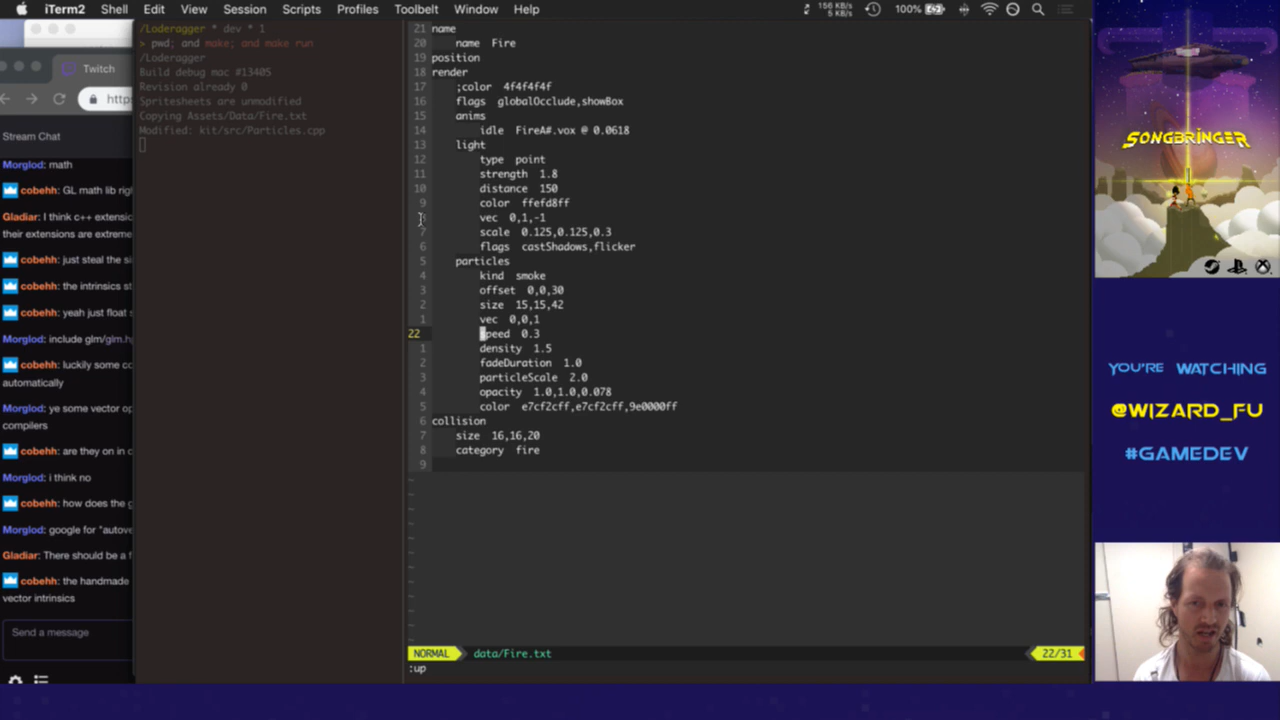 iTerm2 Shell Edit View Session Scripts Profiles Toolbelt Window Help
156 KB/s
5 KB/s
100%
Twitch
https
Stream Chat
Morglod: math
cobehh: GL math lib
Gladiar: I think c++
their extensions are
cobehh: just steal the
cobehh: the intrinsics
cobehh: yeah just float
Morglod: include
cobehh: luckily some
automatically
Morglod: ye some vector
compilers
cobehh: are they on in
Morglod: i think no
cobehh: how does the
Morglod: google for
Gladiar: There should be a
cobehh: the handmade
vector intrinsics
Send a message
/Loderagger * dev * 1
> pwd; and make; and make run
/Loderagger
Build debug mac #13405
Revision already 0
Spritesheets are unmodified
Copying Assets/Data/Fire.txt
Modified: kit/src/Particles.cpp
21 name
20 name Fire
19 position
18 render
17 ;color 4f4f4f4f
16 flags globalOcclude,showBox
15 anims
14 idle FireA#.vox @ 0.0618
13 light
12 type point
11 strength 1.8
10 distance 150
9 color ffefd8ff
8 vec 0,1,-1
7 scale 0.125,0.125,0.3
6 flags castShadows,flicker
5 particles
4 kind smoke
3 offset 0,0,30
2 size 15,15,42
1 vec 0,0,1
22 speed 0.3
1 density 1.5
2 fadeDuration 1.0
3 particleScale 2.0
4 opacity 1.0,1.0,0.078
5 color e7cf2cff,e7cf2cff,9e0000ff
6 collision
7 size 16,16,20
8 category fire
9
~
~
~
~
~
~
~
~
~
~
~
~
NORMAL data/Fire.txt 22/31
:up
SONGBRINGER
YOU'RE WATCHING
@WIZARD_FU
#GAMEDEV